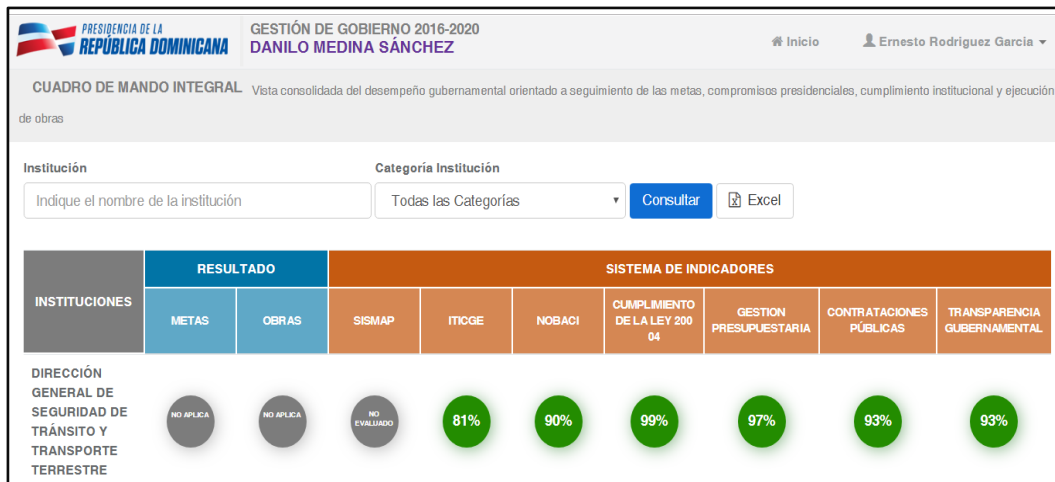 PRESIDENCIA DE LA
REPÚBLICA DOMINICANA
GESTIÓN DE GOBIERNO 2016-2020
DANILO MEDINA SÁNCHEZ
Inicio
Ernesto Rodriguez Garcia
CUADRO DE MANDO INTEGRAL Vista consolidada del desempeño gubernamental orientado a seguimiento de las metas, compromisos presidenciales, cumplimiento institucional y ejecución
de obras
Institución
Categoría Institución
Indique el nombre de la institución
Todas las Categorías
Consultar
Excel
INSTITUCIONES
RESULTADO
SISTEMA DE INDICADORES
METAS
OBRAS
SISMAP
ITICGE
NOBACI
CUMPLIMIENTO
DE LA LEY 200
04
GESTION
PRESUPUESTARIA
CONTRATACIONES
PÚBLICAS
TRANSPARENCIA
GUBERNAMENTAL
DIRECCIÓN
GENERAL DE
SEGURIDAD DE
TRÁNSITO Y
TRANSPORTE
TERRESTRE
NO APLICA
NO APLICA
NO
EVALUADO
81%
90%
99%
97%
93%
93%